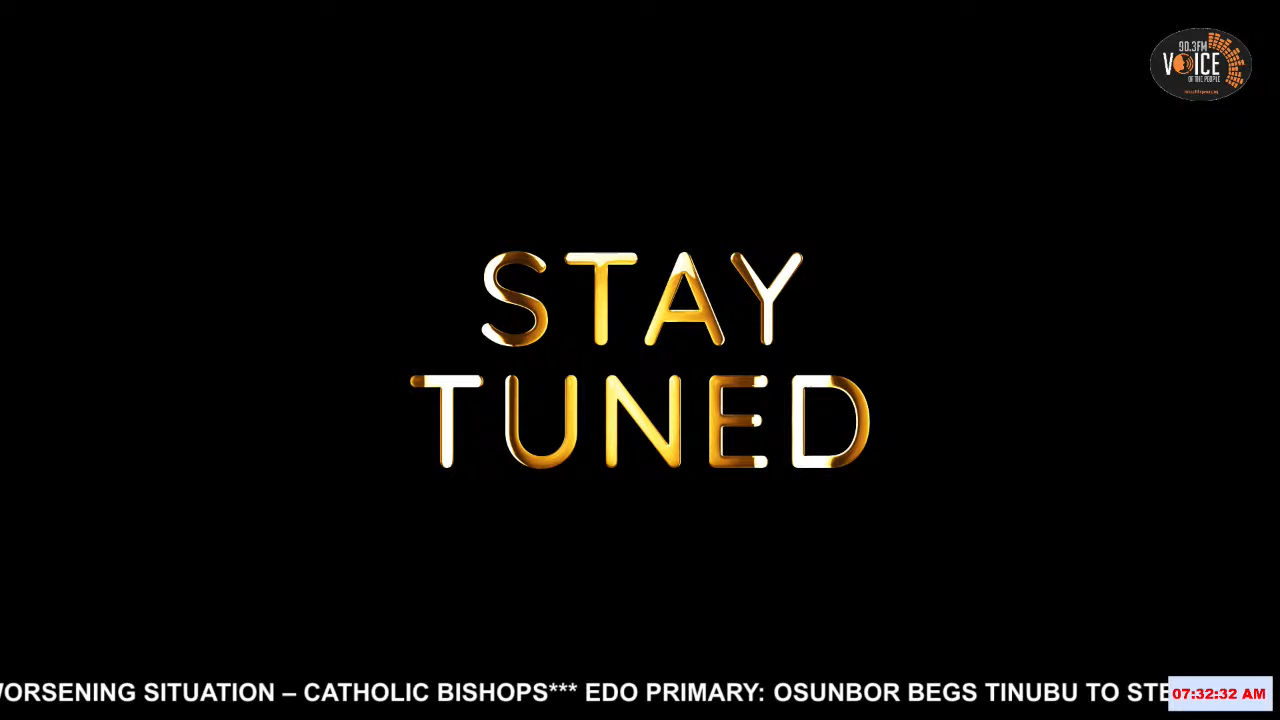 90.3FM
VOICE
OF THE PEOPLE
STAY
TUNED
WORSENING SITUATION – CATHOLIC BISHOPS*** EDO PRIMARY: OSUNBOR BEGS TINUBU TO STE
07:32:32 AM